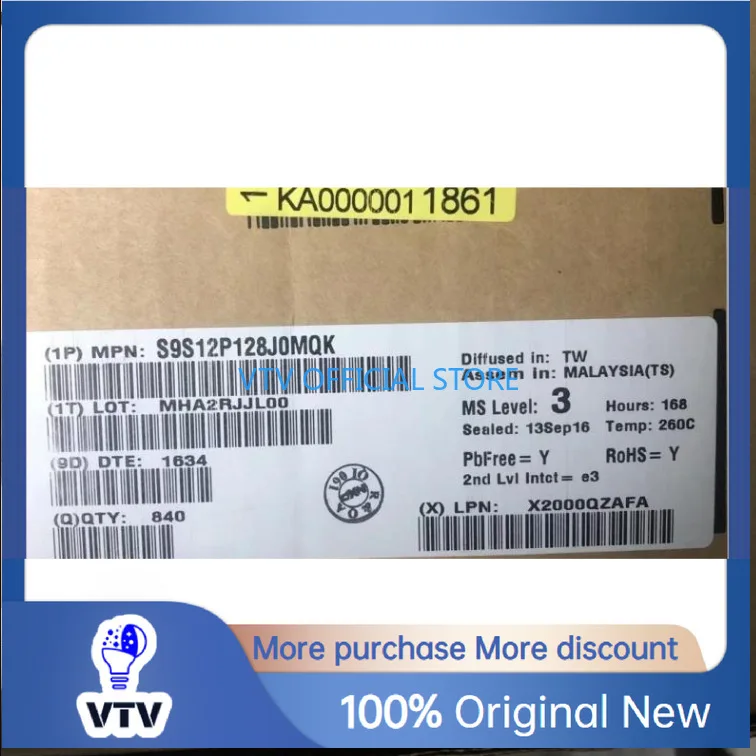 1 KA0000011861
(1P) MPN: S9S12P128J0MQK
VTV OFFICIAL STORE
(1T) LOT: MHA2RJJL00
(9D) DTE: 1634
(Q)QTY: 840
Diffused in: TW
Assem in: MALAYSIA(TS)
MS Level: 3 Hours: 168
Sealed: 13Sep16 Temp: 260C
PbFree= Y RoHS= Y
2nd Lvl Intct= e3
(X) LPN: X2000QZAFA
More purchase More discount
VTV
100% Original New